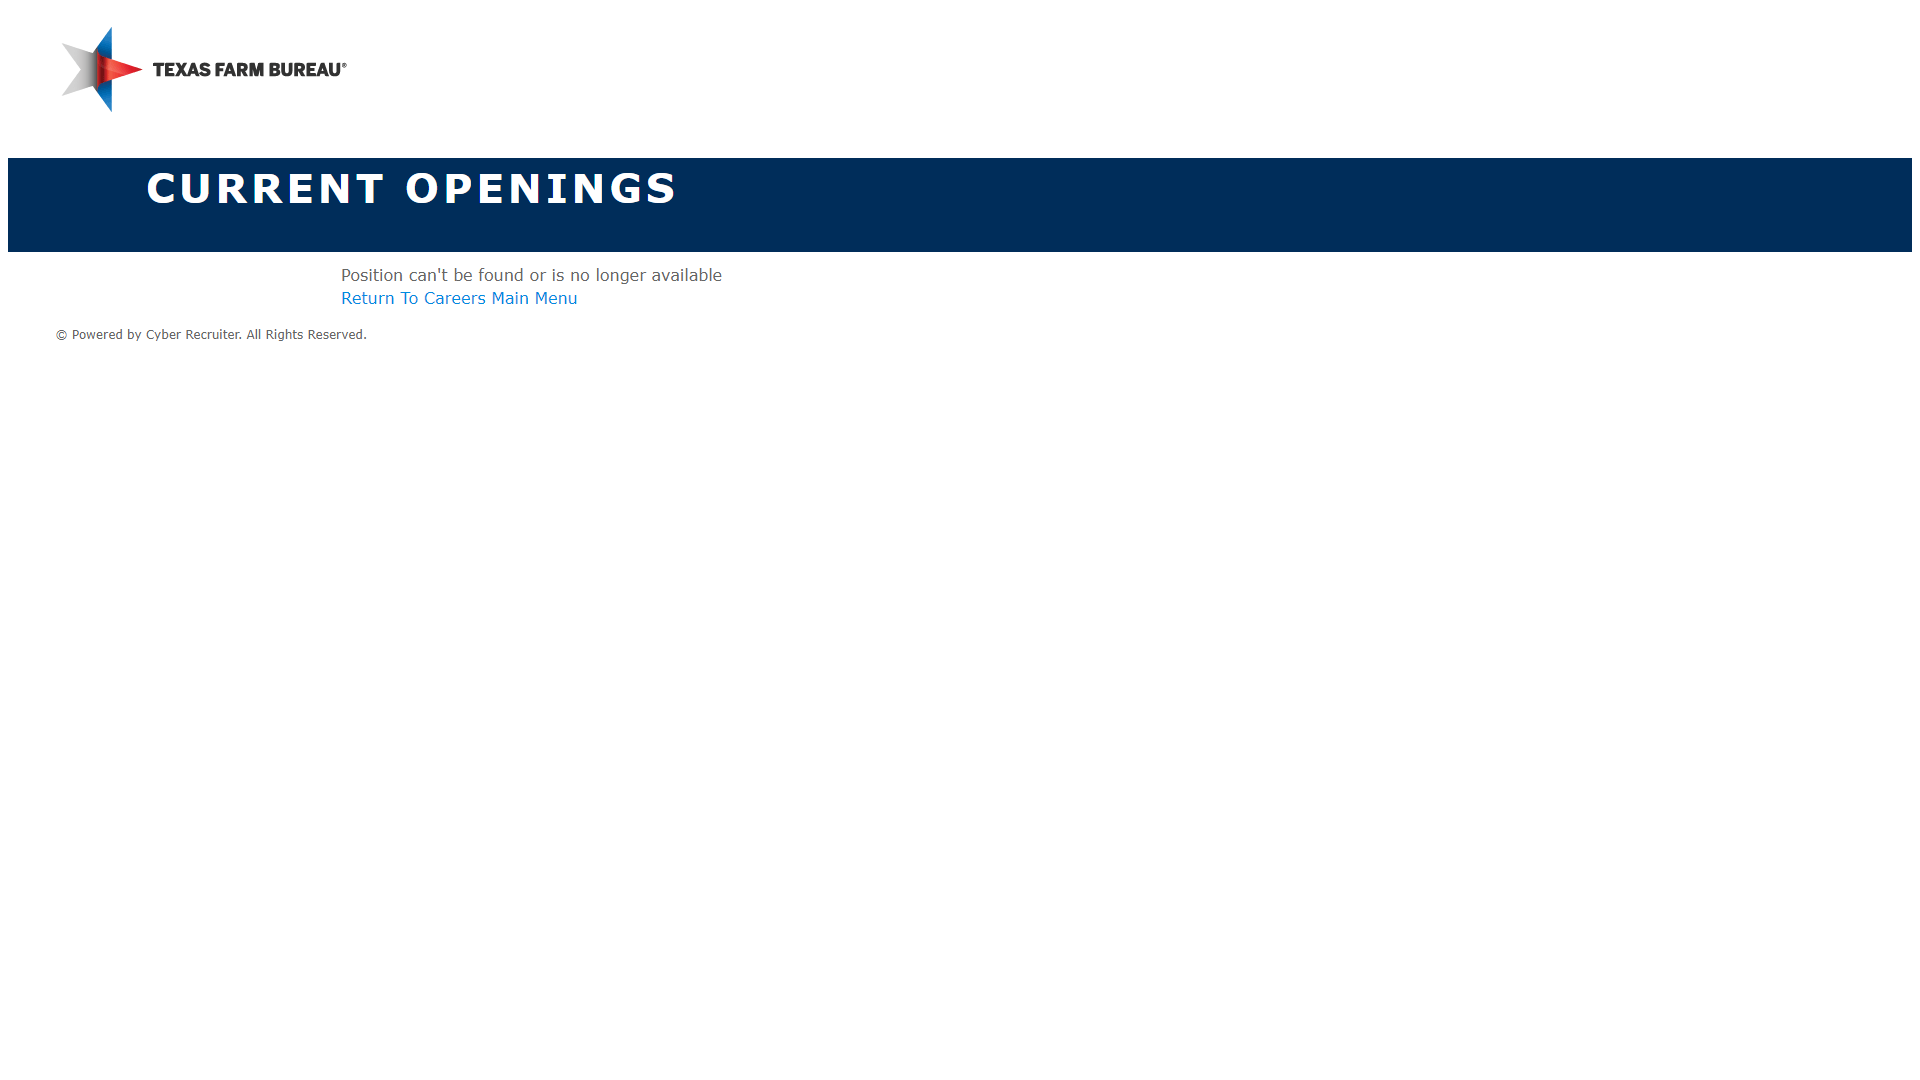 TEXAS FARM BUREAU®
CURRENT OPENINGS
Position can't be found or is no longer available
Return To Careers Main Menu
© Powered by Cyber Recruiter. All Rights Reserved.